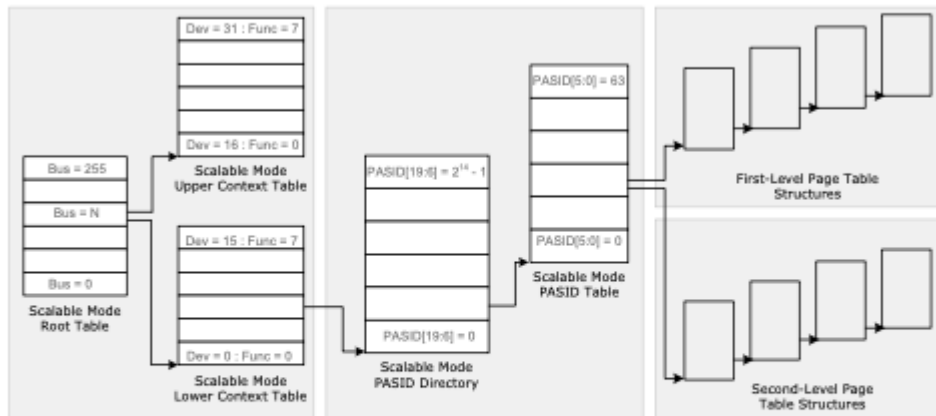 Dev = 31 : Func = 7
Dev = 16 : Func = 0
Scalable Mode
Upper Context Table
Bus = 255
Bus = N
Bus = 0
Scalable Mode
Root Table
Dev = 15 : Func = 7
Dev = 0 : Func = 0
Scalable Mode
Lower Context Table
PASID[19:6] = 2¹⁴ - 1
PASID[19:6] = 0
Scalable Mode
PASID Directory
PASID[5:0] = 63
PASID[5:0] = 0
Scalable Mode
PASID Table
First-Level Page Table
Structures
Second-Level Page
Table Structures